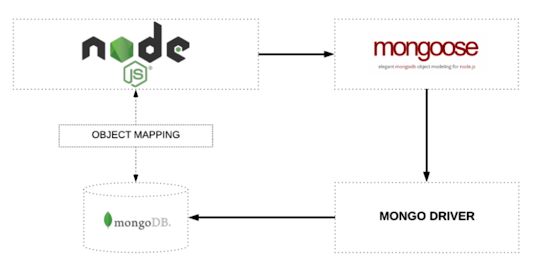 node
JS
mongoose
elegant mongodb object modeling for node.js
OBJECT MAPPING
mongoDB.
MONGO DRIVER